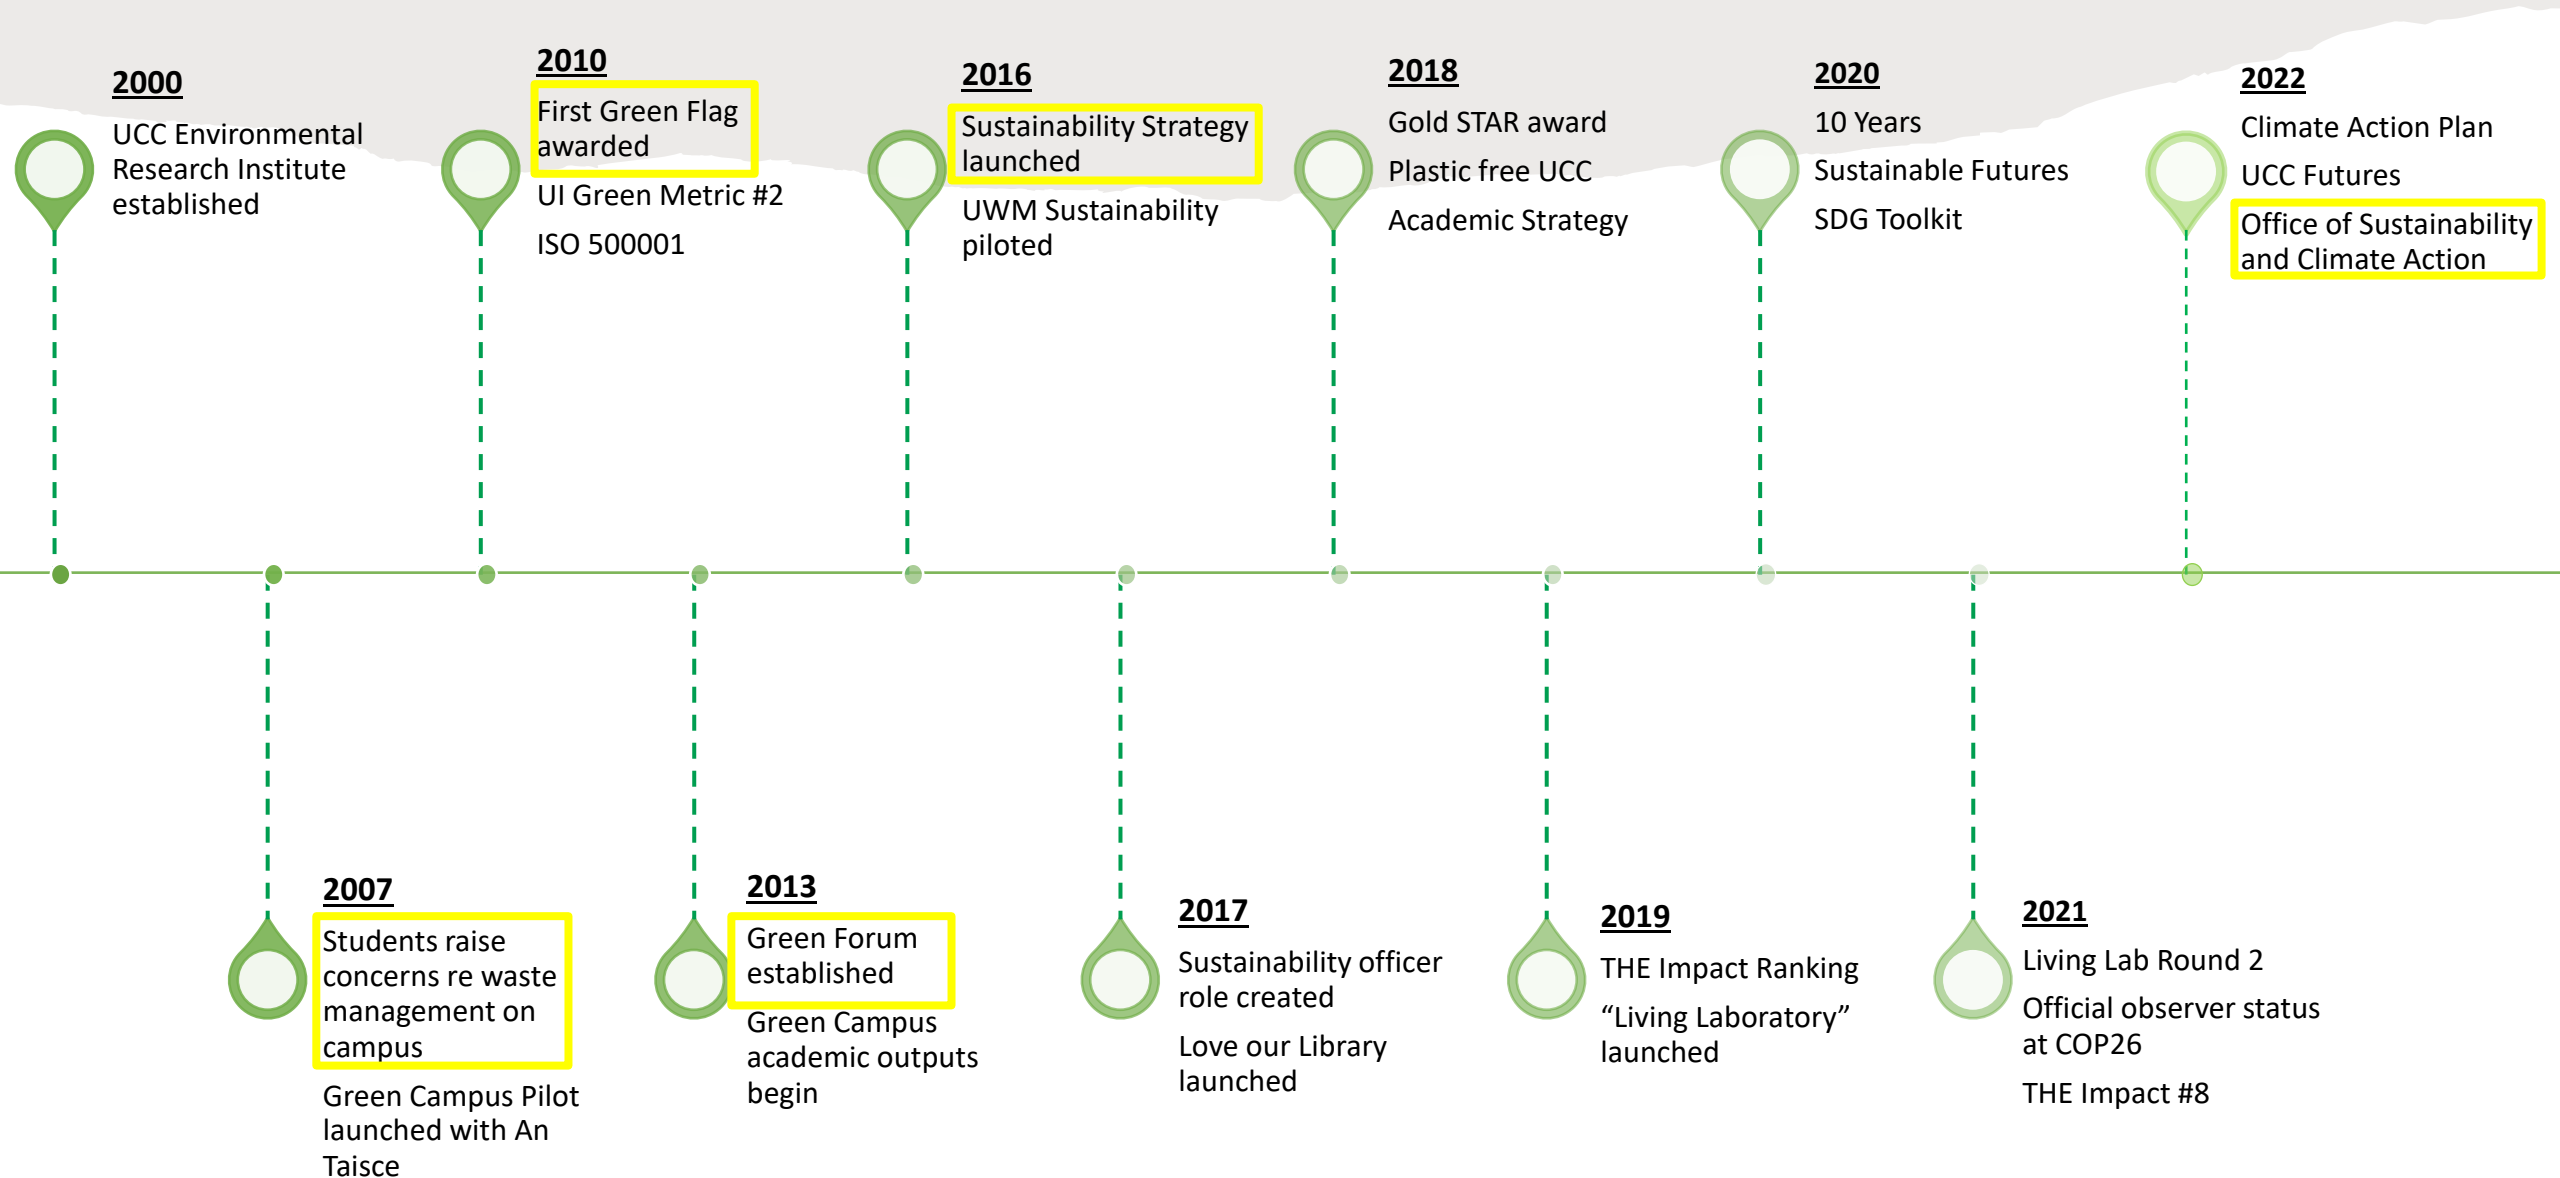 2000
UCC Environmental
Research Institute
established
2007
Students raise
concerns re waste
management on
campus
Green Campus Pilot
launched with An
Taisce
2010
First Green Flag
awarded
UI Green Metric #2
ISO 500001
2013
Green Forum
established
Green Campus
academic outputs
begin
2016
Sustainability Strategy
launched
UWM Sustainability
piloted
2017
Sustainability officer
role created
Love our Library
launched
2018
Gold STAR award
Plastic free UCC
Academic Strategy
2019
THE Impact Ranking
“Living Laboratory”
launched
2020
10 Years
Sustainable Futures
SDG Toolkit
2021
Living Lab Round 2
Official observer status
at COP26
THE Impact #8
2022
Climate Action Plan
UCC Futures
Office of Sustainability
and Climate Action